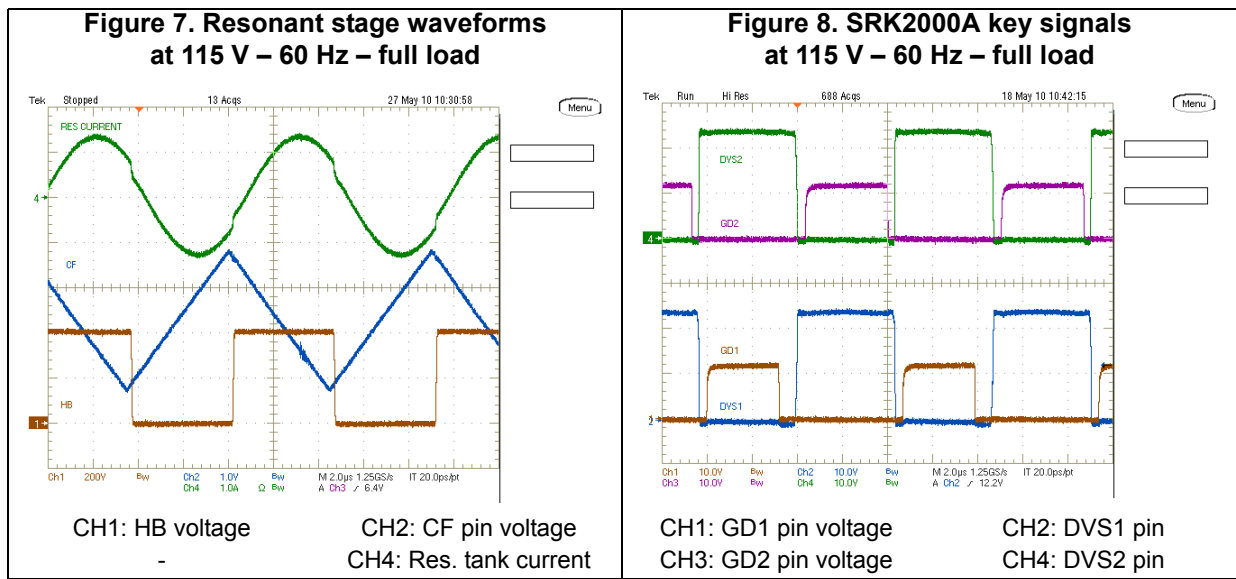 Figure 7. Resonant stage waveforms
at 115 V – 60 Hz – full load
Tek Stopped 13 Acqs 27 May 10 10:30:58
Menu
RES CURRENT
4
CF
HB
1
Ch1 200V Bw Ch2 1.0V Bw M 2.0µs 1.25GS/s IT 20.0ps/pt
Ch4 1.0A Ω Bw A Ch3 ⁄ 6.4V
CH1: HB voltage CH2: CF pin voltage
- CH4: Res. tank current
Figure 8. SRK2000A key signals
at 115 V – 60 Hz – full load
Tek Run Hi Res 688 Acqs 18 May 10 10:42:15
Menu
DVS2
GD2
4
GD1
DVS1
2
Ch1 10.0V Bw Ch2 10.0V Bw M 2.0µs 1.25GS/s IT 20.0ps/pt
Ch3 10.0V Bw Ch4 10.0V Bw A Ch2 ⁄ 12.2V
CH1: GD1 pin voltage CH2: DVS1 pin
CH3: GD2 pin voltage CH4: DVS2 pin